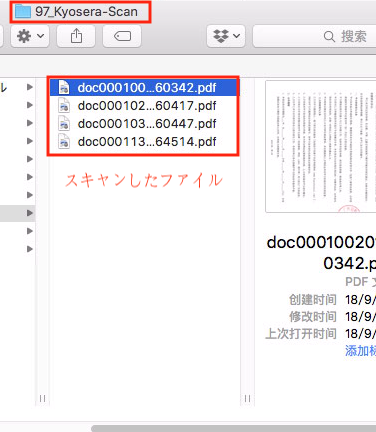 97_Kyosera-Scan
搜索
doc000100...60342.pdf
doc000102...60417.pdf
doc000103...60447.pdf
doc000113...64514.pdf
スキャンしたファイル
doc00010020
0342.p
PDF
创建时间 18/9/
修改时间 18/9/
上次打开时间 18/9/
添加标